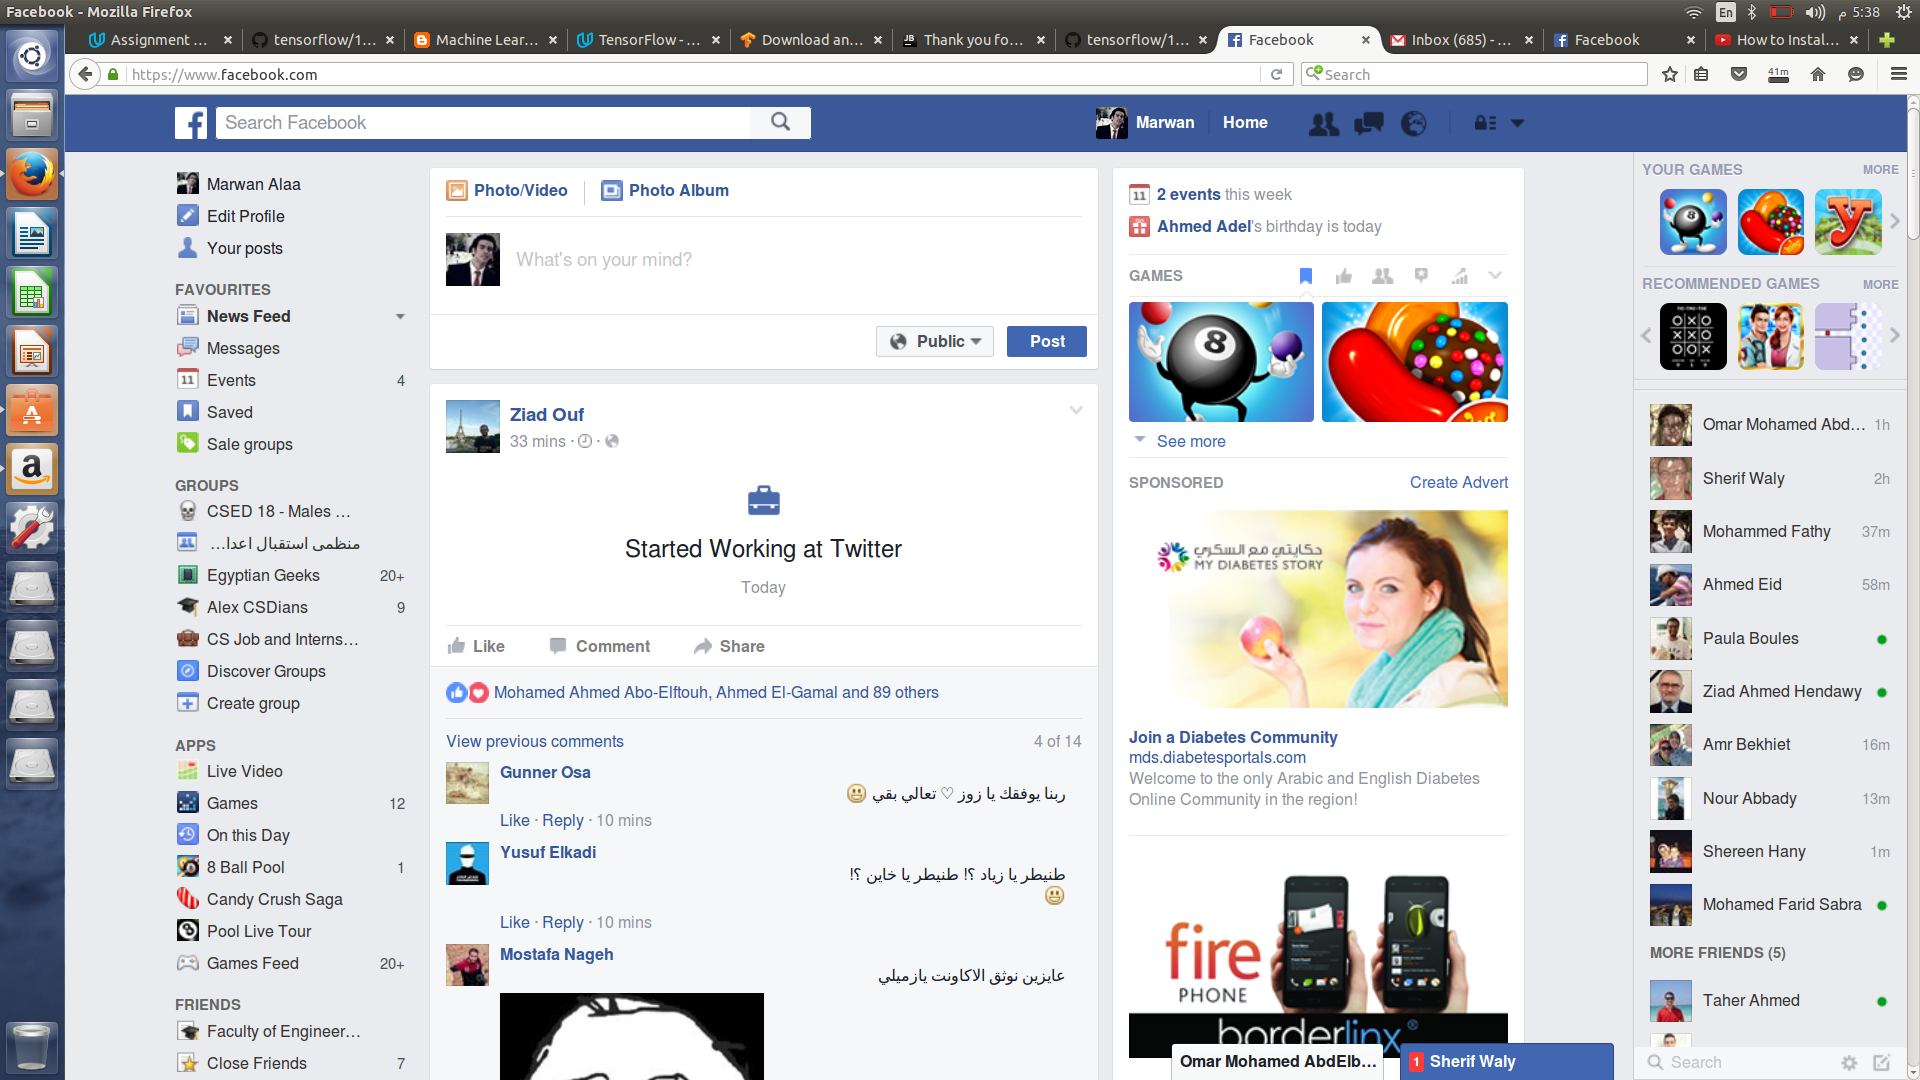 Facebook - Mozilla Firefox
En
5:38 م
Assignment ...
tensorflow/1...
Machine Lear...
TensorFlow - ...
Download an...
Thank you fo...
tensorflow/1...
Facebook
Inbox (685) - ...
Facebook
How to Instal...
https://www.facebook.com
Search
41m
Search Facebook
Marwan
Home
Marwan Alaa
Edit Profile
Your posts
FAVOURITES
News Feed
Messages
Events 4
Saved
Sale groups
GROUPS
CSED 18 - Males ...
منظمى استقبال اعدا...
Egyptian Geeks 20+
Alex CSDians 9
CS Job and Interns...
Discover Groups
Create group
APPS
Live Video
Games 12
On this Day
8 Ball Pool 1
Candy Crush Saga
Pool Live Tour
Games Feed 20+
FRIENDS
Faculty of Engineer...
Close Friends 7
Photo/Video
Photo Album
What's on your mind?
Public
Post
Ziad Ouf
33 mins
Started Working at Twitter
Today
Like
Comment
Share
Mohamed Ahmed Abo-Elftouh, Ahmed El-Gamal and 89 others
View previous comments
4 of 14
Gunner Osa
ربنا يوفقك يا زوز ♡ تعالي بقي 😃
Like · Reply · 10 mins
Yusuf Elkadi
طنيطر يا زياد ؟! طنيطر يا خاين ؟!
😃
Like · Reply · 10 mins
Mostafa Nageh
عايزين نوثق الاكاونت يازميلي
11
2 events this week
Ahmed Adel's birthday is today
GAMES
8
See more
SPONSORED
Create Advert
حكايتي مع السكري
MY DIABETES STORY
Join a Diabetes Community
mds.diabetesportals.com
Welcome to the only Arabic and English Diabetes
Online Community in the region!
fire
PHONE
borderlinx®
Omar Mohamed AbdElb...
1 Sherif Waly
YOUR GAMES
MORE
RECOMMENDED GAMES
MORE
TIC-TAC-TOE
Omar Mohamed Abd... 1h
Sherif Waly 2h
Mohammed Fathy 37m
Ahmed Eid 58m
Paula Boules
Ziad Ahmed Hendawy
Amr Bekhiet 16m
Nour Abbady 13m
Shereen Hany 1m
Mohamed Farid Sabra
MORE FRIENDS (5)
Taher Ahmed
Search